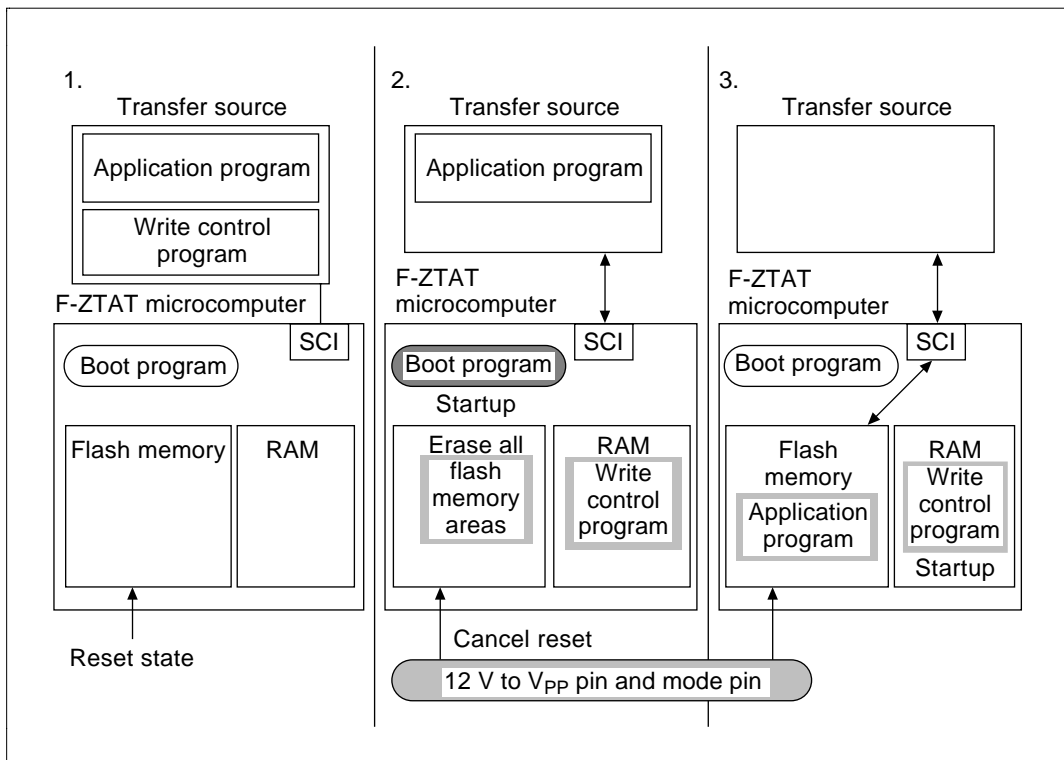 1.
Transfer source
Application program
Write control
program
F-ZTAT microcomputer
SCI
Boot program
Flash memory
RAM
Reset state
2.
Transfer source
Application program
F-ZTAT
microcomputer
SCI
Boot program
Startup
Erase all
flash
memory
areas
RAM
Write
control
program
Cancel reset
12 V to VPP pin and mode pin
3.
Transfer source
F-ZTAT
microcomputer
SCI
Boot program
Flash
memory
Application
program
RAM
Write
control
program
Startup